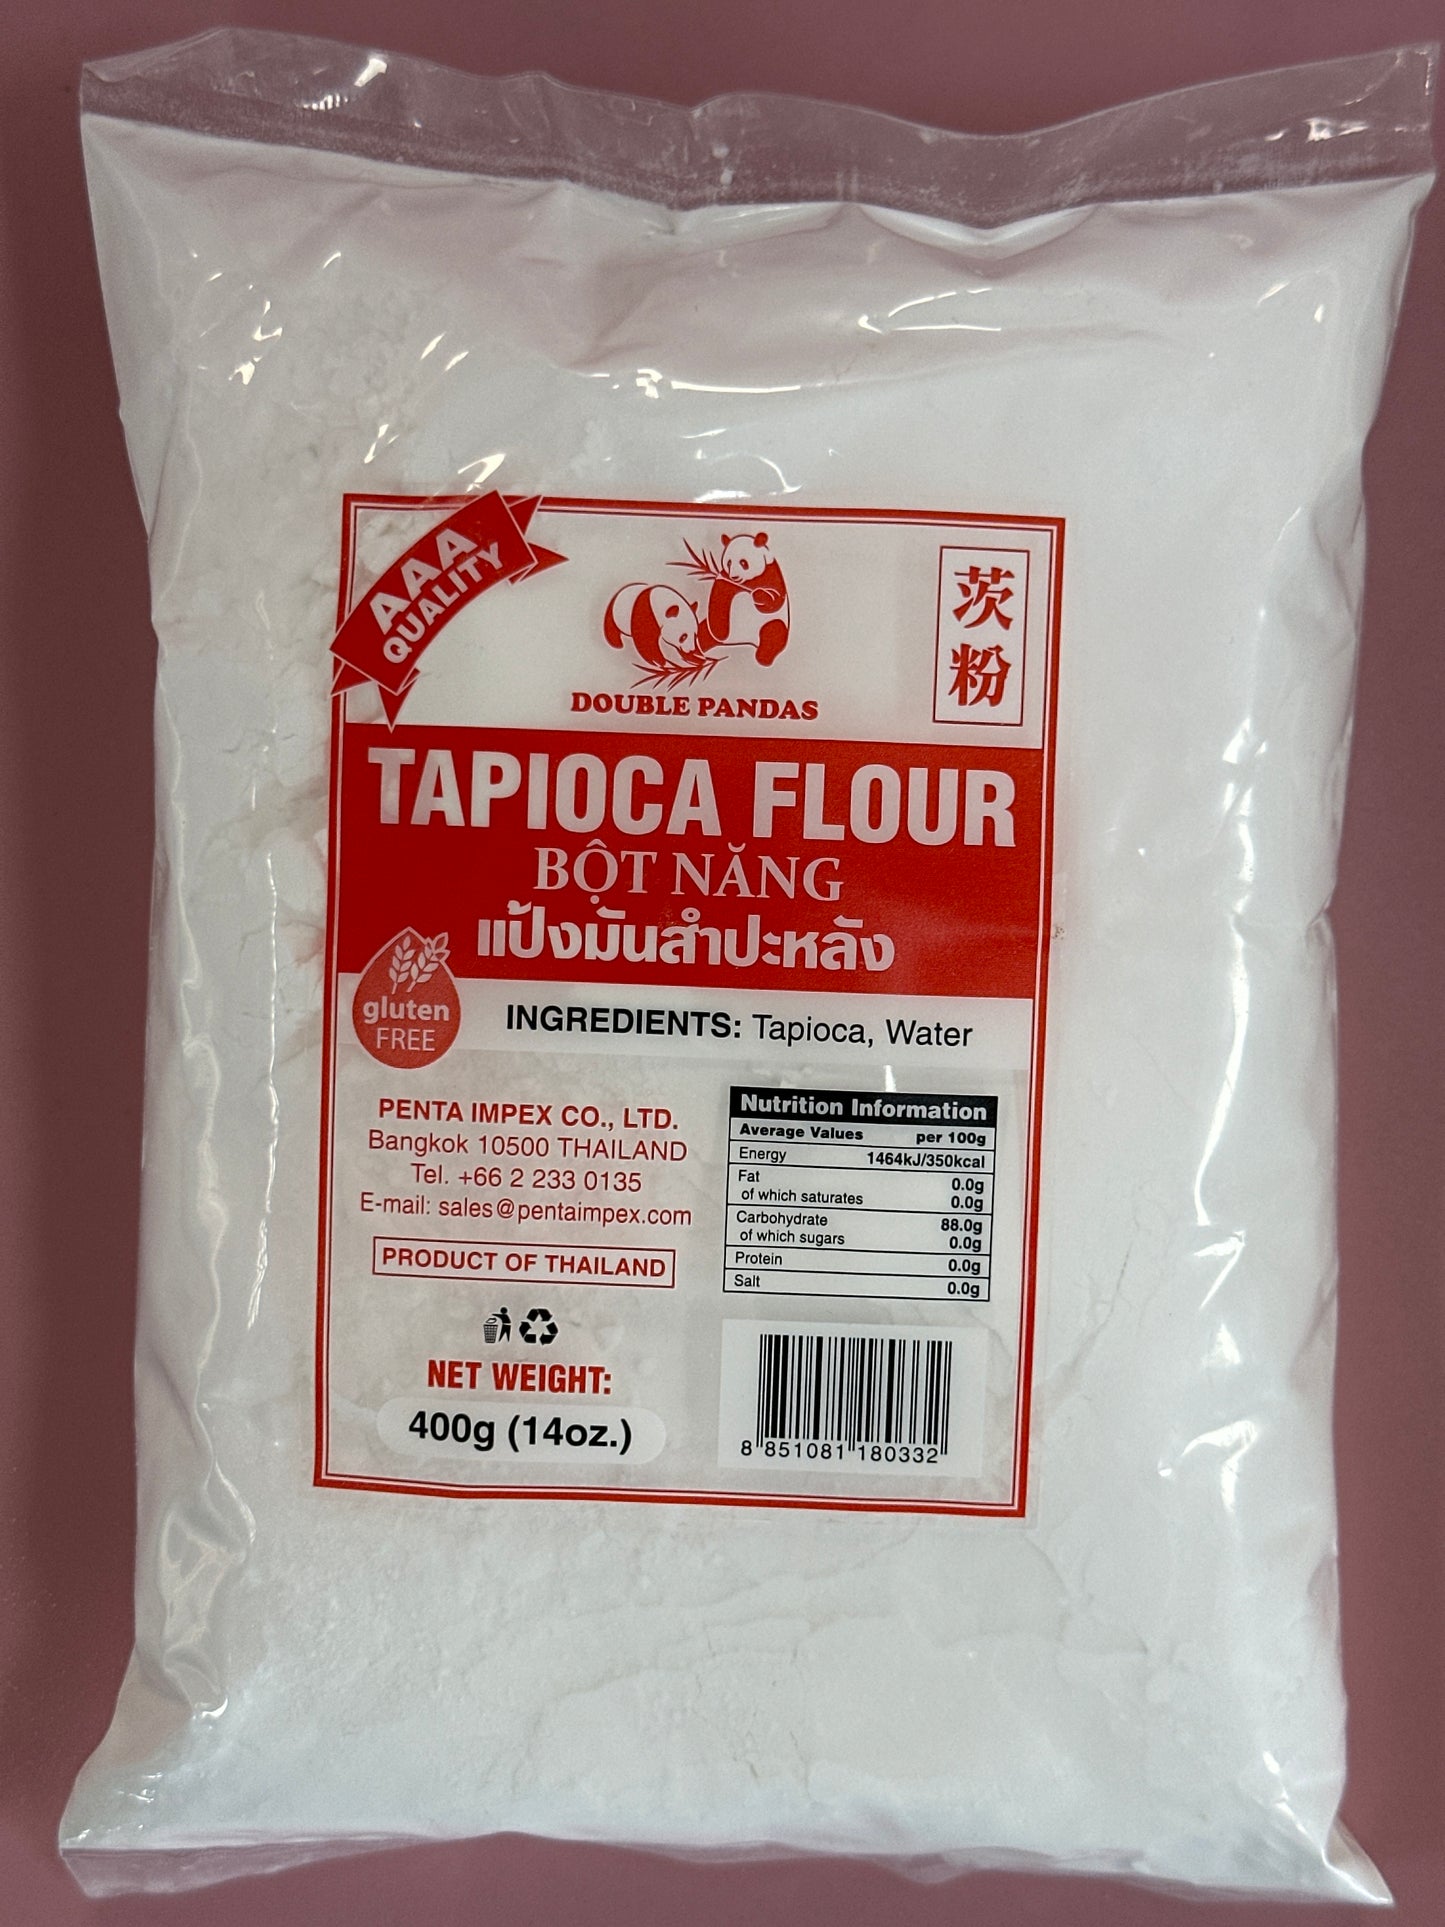 AAA
QUALITY
DOUBLE PANDAS
茨
粉
TAPIOCA FLOUR
BỘT NĂNG
แป้งมันสำปะหลัง
gluten
FREE
INGREDIENTS: Tapioca, Water
PENTA IMPEX CO., LTD.
Bangkok 10500 THAILAND
Tel. +66 2 233 0135
E-mail: sales@pentaimpex.com
PRODUCT OF THAILAND
NET WEIGHT:
400g (14oz.)
Nutrition Information
Average Values per 100g
Energy 1464kJ/350kcal
Fat 0.0g
of which saturates 0.0g
Carbohydrate 88.0g
of which sugars 0.0g
Protein 0.0g
Salt 0.0g
8 851081 180332